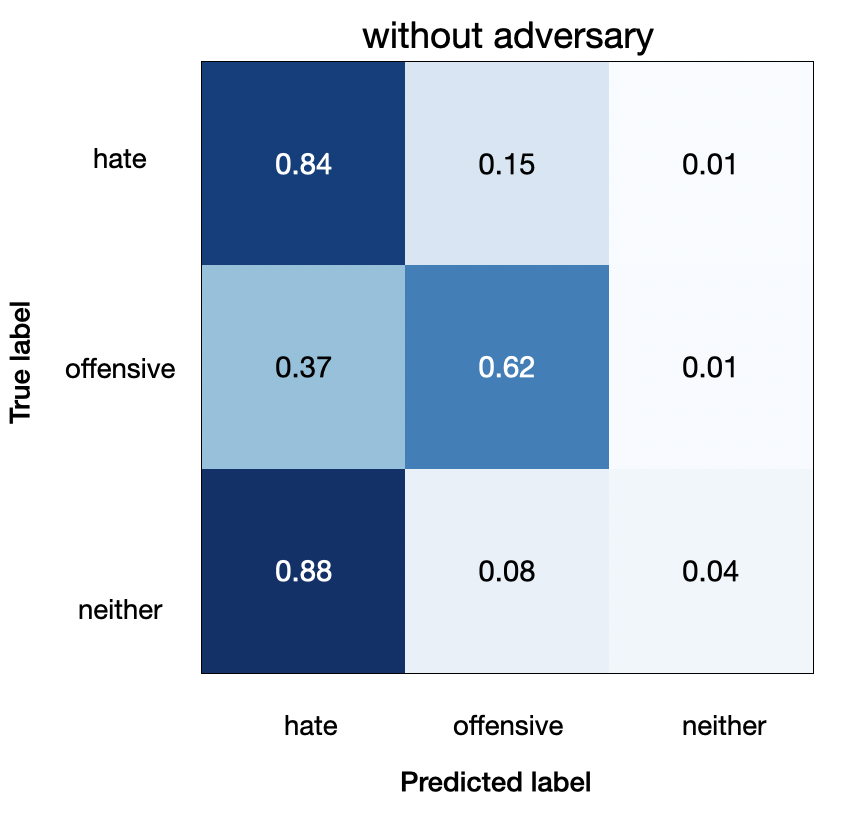 without adversary
hate 0.84 0.15 0.01
True label
offensive 0.37 0.62 0.01
neither 0.88 0.08 0.04
hate offensive neither
Predicted label